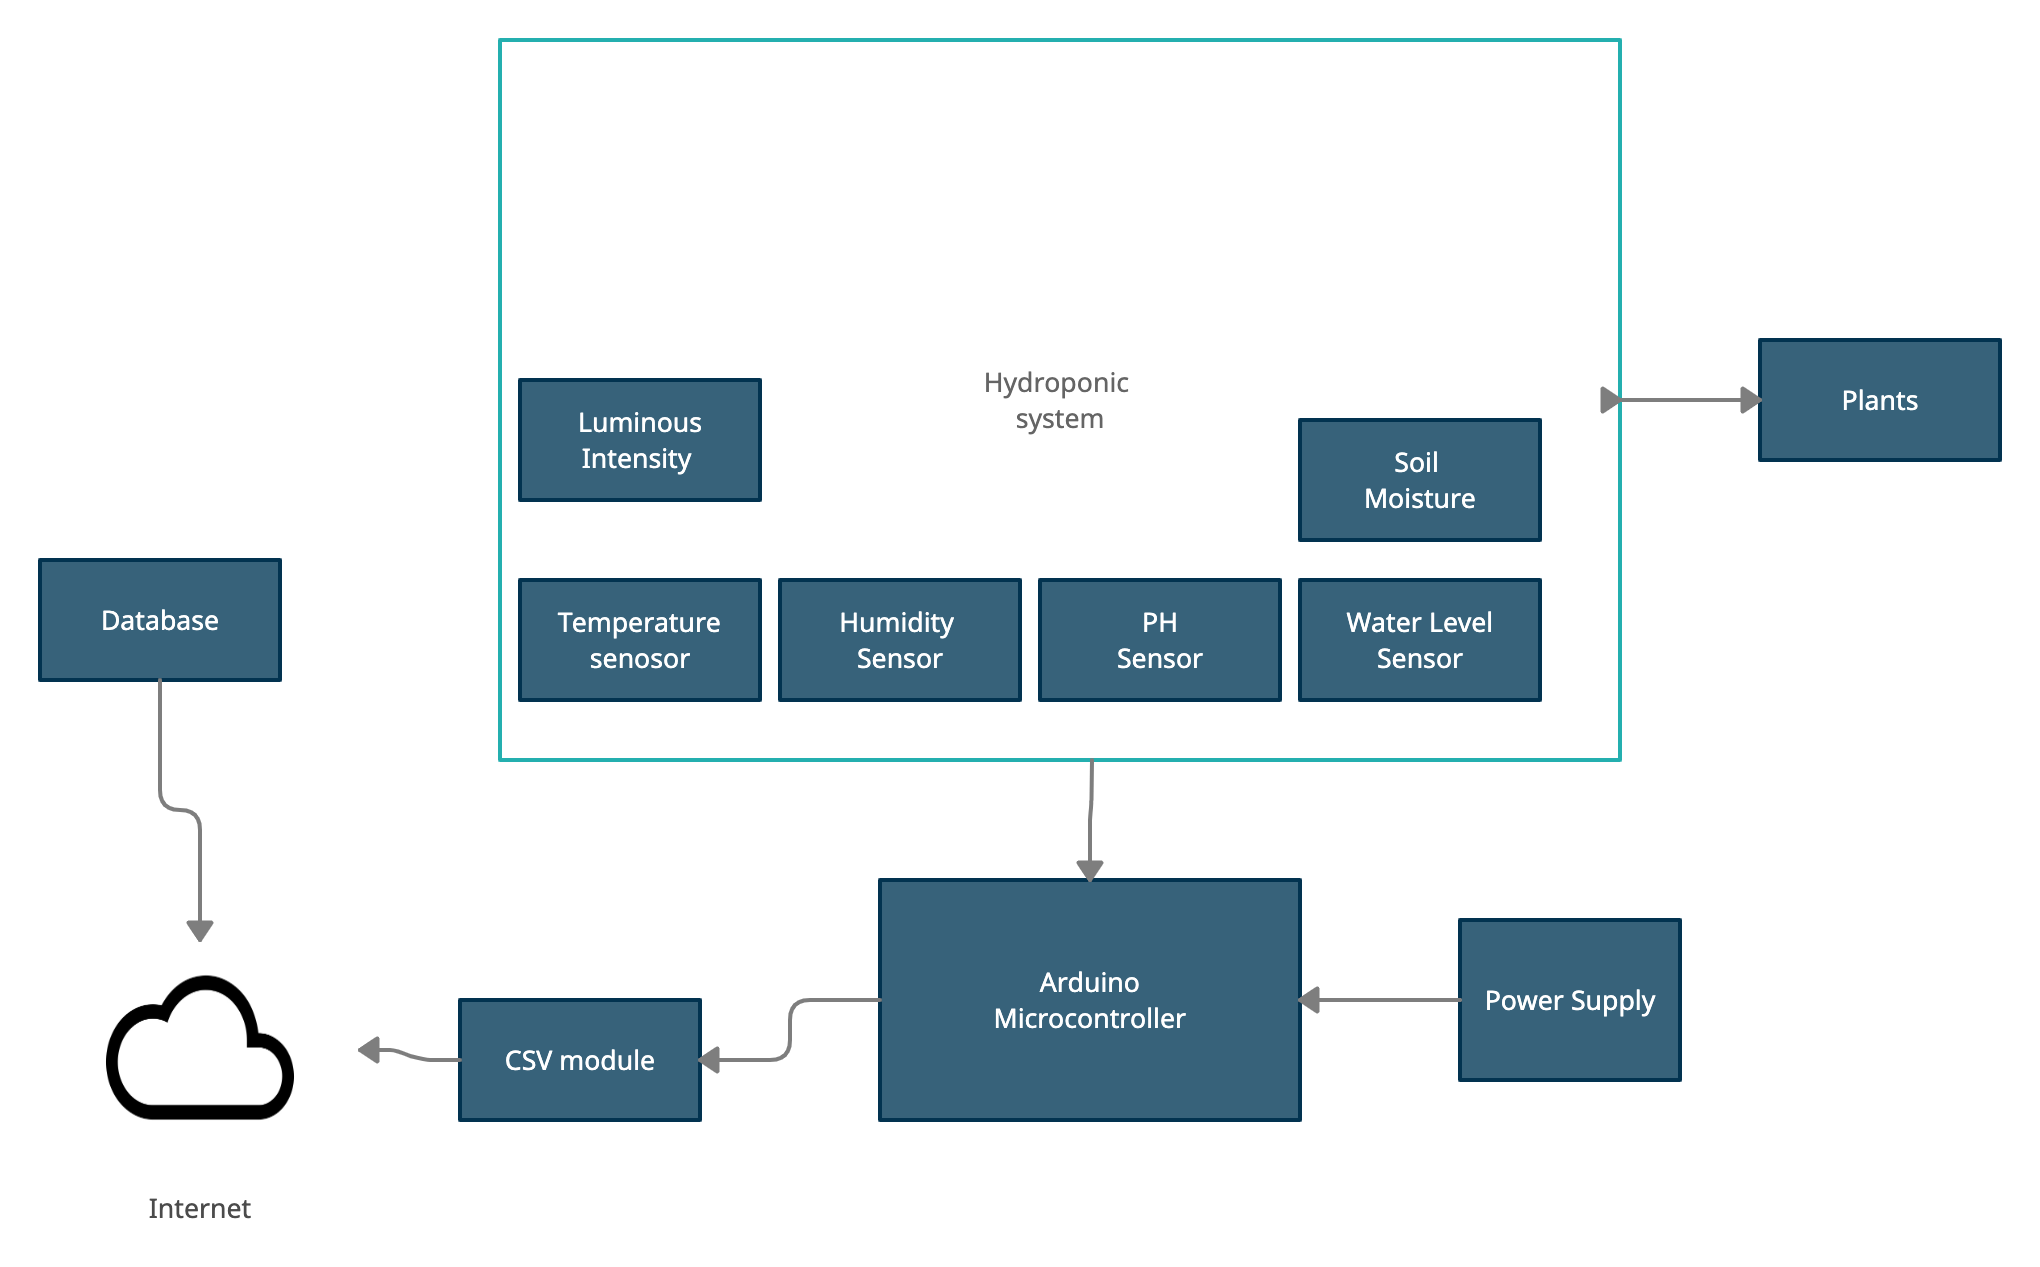 Hydroponic
system
Luminous
Intensity
Soil
Moisture
Plants
Temperature
senosor
Humidity
Sensor
PH
Sensor
Water Level
Sensor
Database
Arduino
Microcontroller
Power Supply
CSV module
Internet